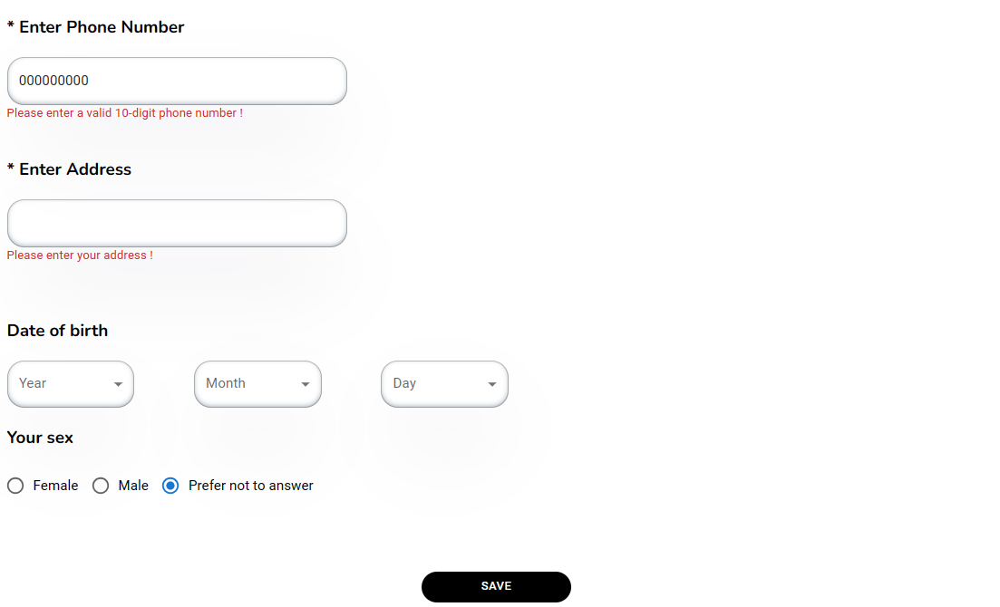 * Enter Phone Number
000000000
Please enter a valid 10-digit phone number !
* Enter Address
Please enter your address !
Date of birth
Year Month Day
Your sex
Female Male Prefer not to answer
SAVE